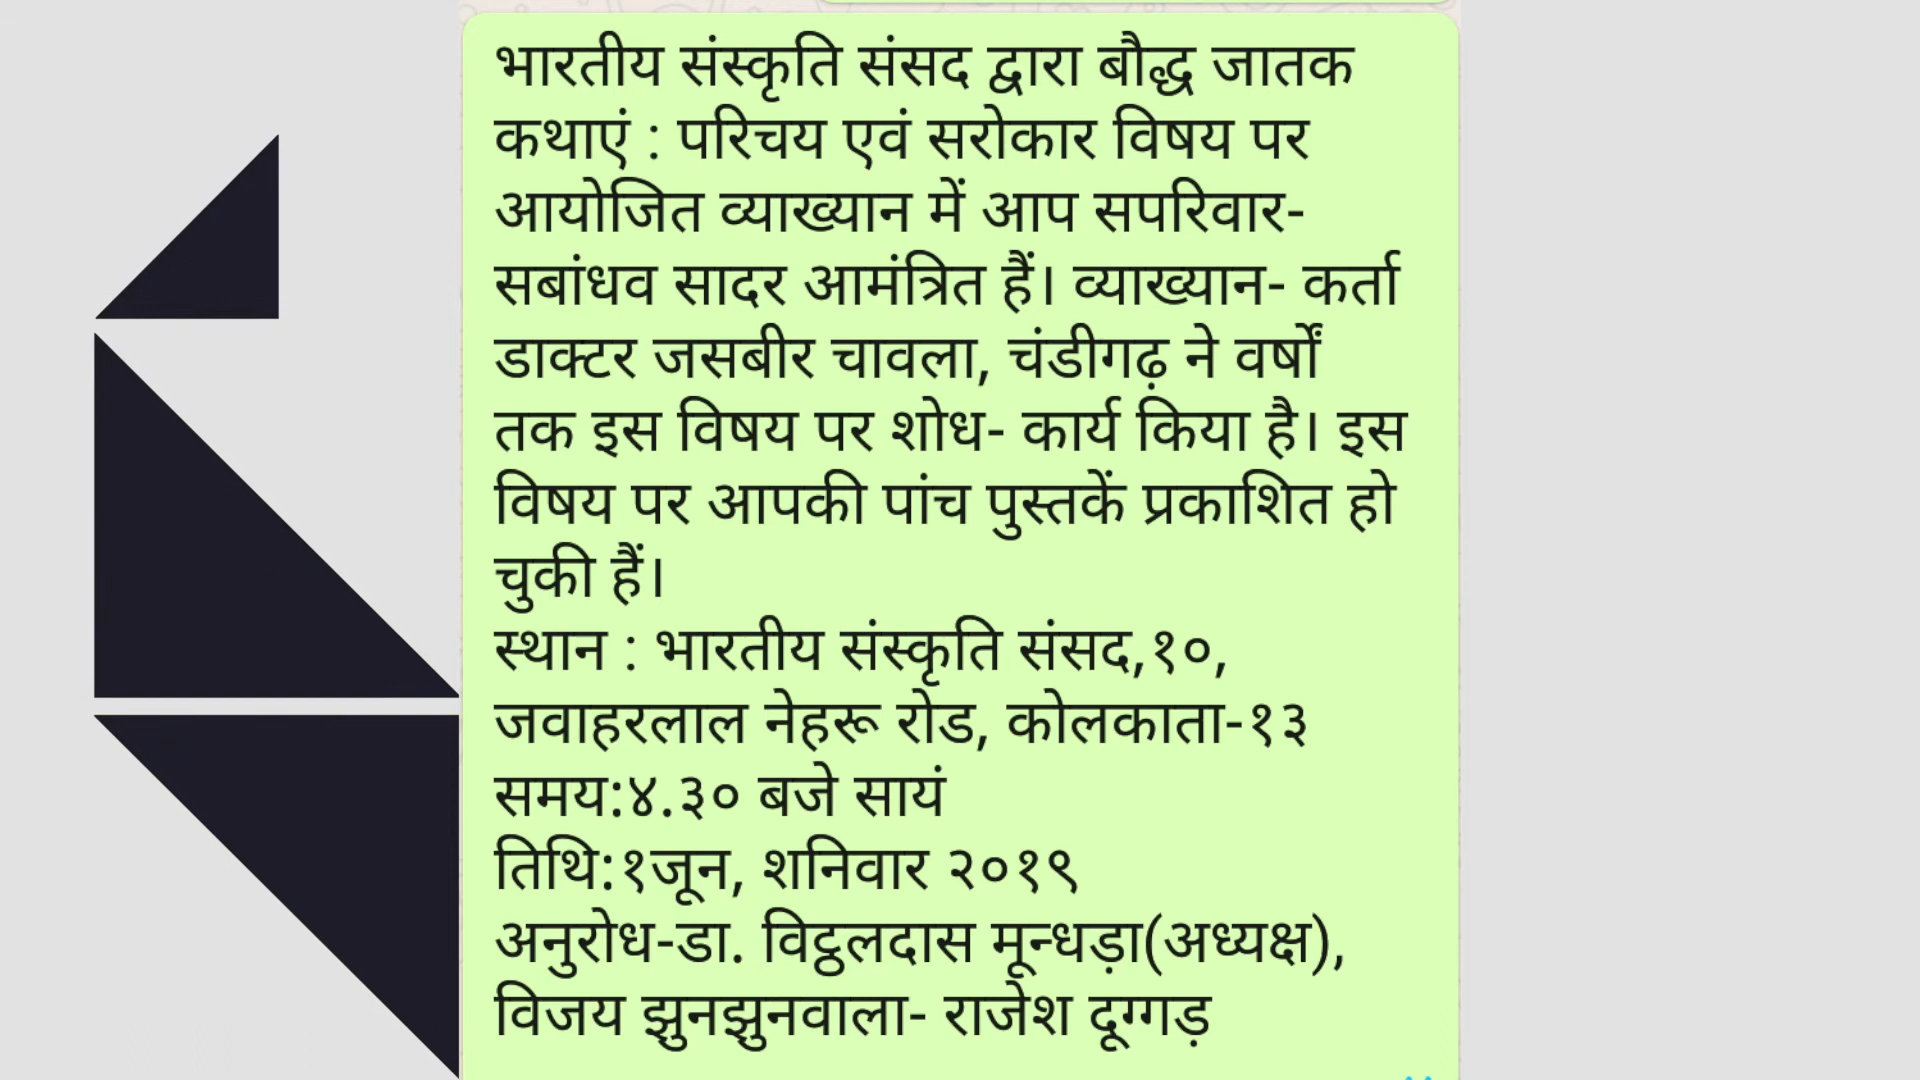 भारतीय संस्कृति संसद द्वारा बौद्ध जातक
कथाएं : परिचय एवं सरोकार विषय पर
आयोजित व्याख्यान में आप सपरिवार-
सबांधव सादर आमंत्रित हैं। व्याख्यान- कर्ता
डाक्टर जसबीर चावला, चंडीगढ़ ने वर्षों
तक इस विषय पर शोध- कार्य किया है। इस
विषय पर आपकी पांच पुस्तकें प्रकाशित हो
चुकी हैं।
स्थान : भारतीय संस्कृति संसद,१०,
जवाहरलाल नेहरू रोड, कोलकाता-१३
समय:४.३० बजे सायं
तिथि:१जून, शनिवार २०१९
अनुरोध-डा. विट्ठलदास मून्धड़ा(अध्यक्ष),
विजय झुनझुनवाला- राजेश दूग्गड़